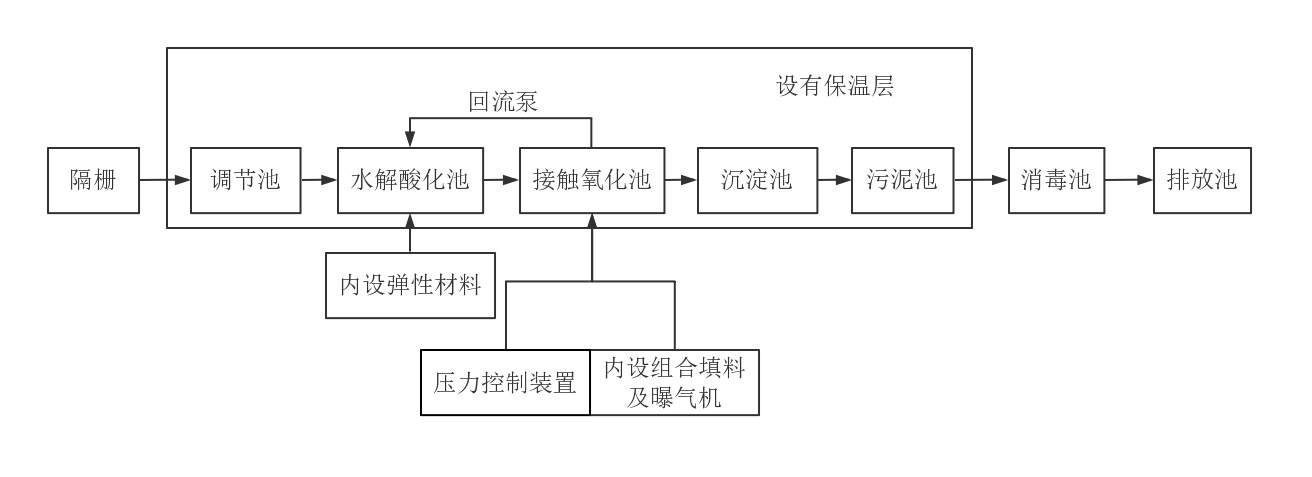 设有保温层
回流泵
隔栅
调节池
水解酸化池
接触氧化池
沉淀池
污泥池
消毒池
排放池
内设弹性材料
压力控制装置
内设组合填料
及曝气机